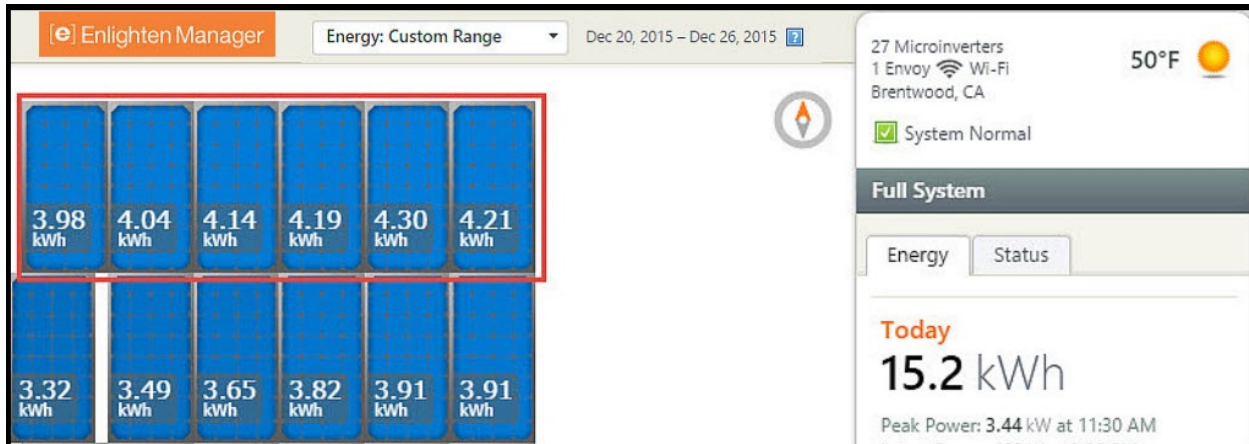 [e] Enlighten Manager
Energy: Custom Range
Dec 20, 2015 – Dec 26, 2015 ?
27 Microinverters
1 Envoy Wi-Fi
Brentwood, CA
50°F
System Normal
Full System
Energy Status
3.98 4.04 4.14 4.19 4.30 4.21
kWh kWh kWh kWh kWh kWh
3.32 3.49 3.65 3.82 3.91 3.91
kWh kWh kWh kWh kWh kWh
Today
15.2 kWh
Peak Power: 3.44 kW at 11:30 AM